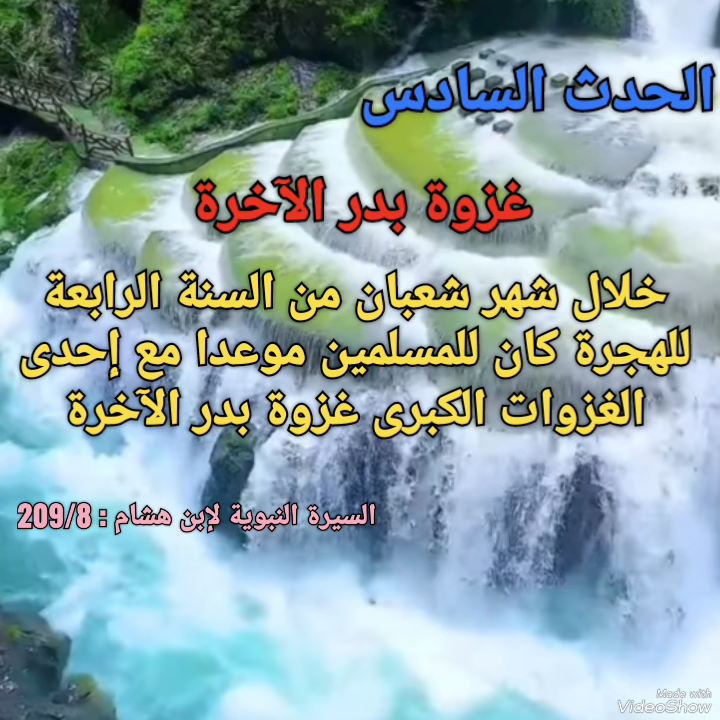 الحدث السادس
غزوة بدر الآخرة
خلال شهر شعبان من السنة الرابعة
للهجرة كان للمسلمين موعدا مع إحدى
الغزوات الكبرى غزوة بدر الآخرة
السيرة النبوية لإبن هشام : 209/8
Made with
VideoShow